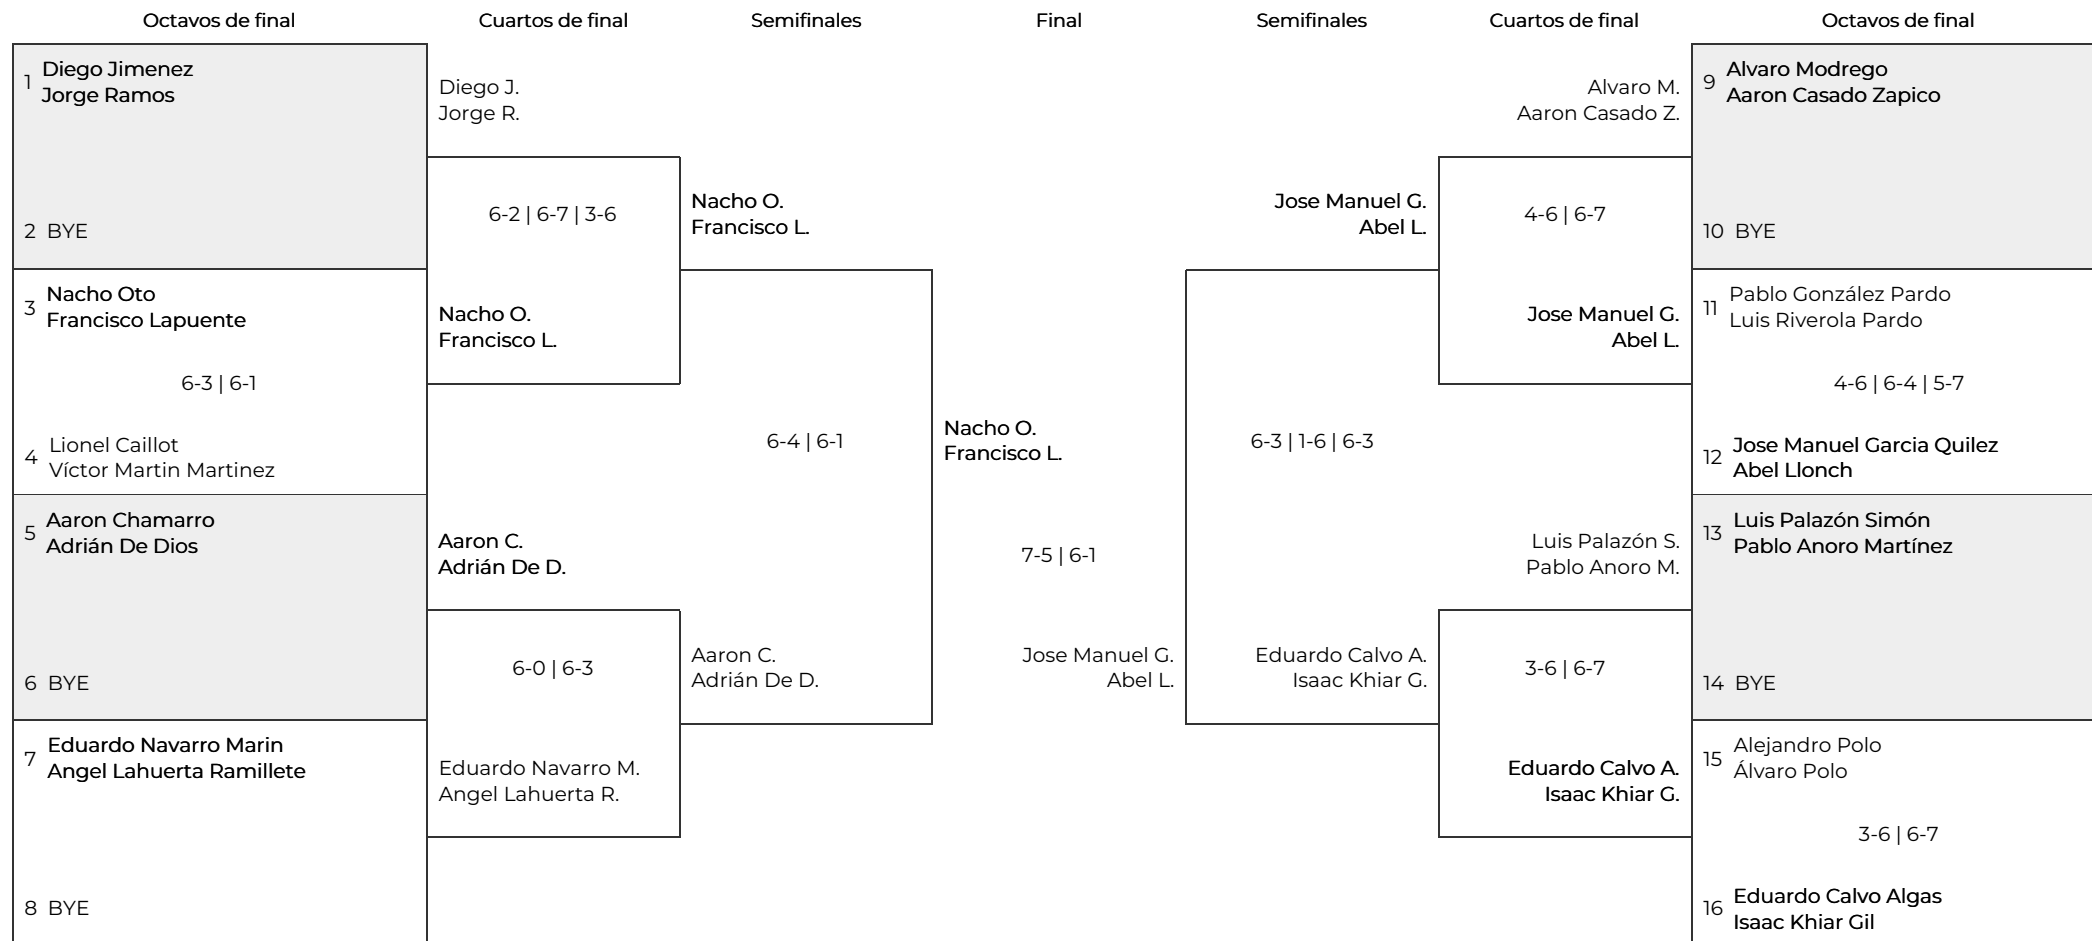 Octavos de final
Cuartos de final
Semifinales
Final
Semifinales
Cuartos de final
Octavos de final
1 Diego Jimenez
Jorge Ramos
2 BYE
3 Nacho Oto
Francisco Lapuente
6-3 | 6-1
4 Lionel Caillot
Víctor Martin Martinez
5 Aaron Chamarro
Adrián De Dios
6 BYE
7 Eduardo Navarro Marin
Angel Lahuerta Ramillete
8 BYE
Diego J.
Jorge R.
6-2 | 6-7 | 3-6
Nacho O.
Francisco L.
Aaron C.
Adrián De D.
6-0 | 6-3
Eduardo Navarro M.
Angel Lahuerta R.
Nacho O.
Francisco L.
6-4 | 6-1
Aaron C.
Adrián De D.
Nacho O.
Francisco L.
7-5 | 6-1
Jose Manuel G.
Abel L.
Jose Manuel G.
Abel L.
6-3 | 1-6 | 6-3
Eduardo Calvo A.
Isaac Khiar G.
Alvaro M.
Aaron Casado Z.
4-6 | 6-7
Jose Manuel G.
Abel L.
Luis Palazón S.
Pablo Anoro M.
3-6 | 6-7
Eduardo Calvo A.
Isaac Khiar G.
9 Alvaro Modrego
Aaron Casado Zapico
10 BYE
11 Pablo González Pardo
Luis Riverola Pardo
4-6 | 6-4 | 5-7
12 Jose Manuel Garcia Quilez
Abel Llonch
13 Luis Palazón Simón
Pablo Anoro Martínez
14 BYE
15 Alejandro Polo
Álvaro Polo
3-6 | 6-7
16 Eduardo Calvo Algas
Isaac Khiar Gil